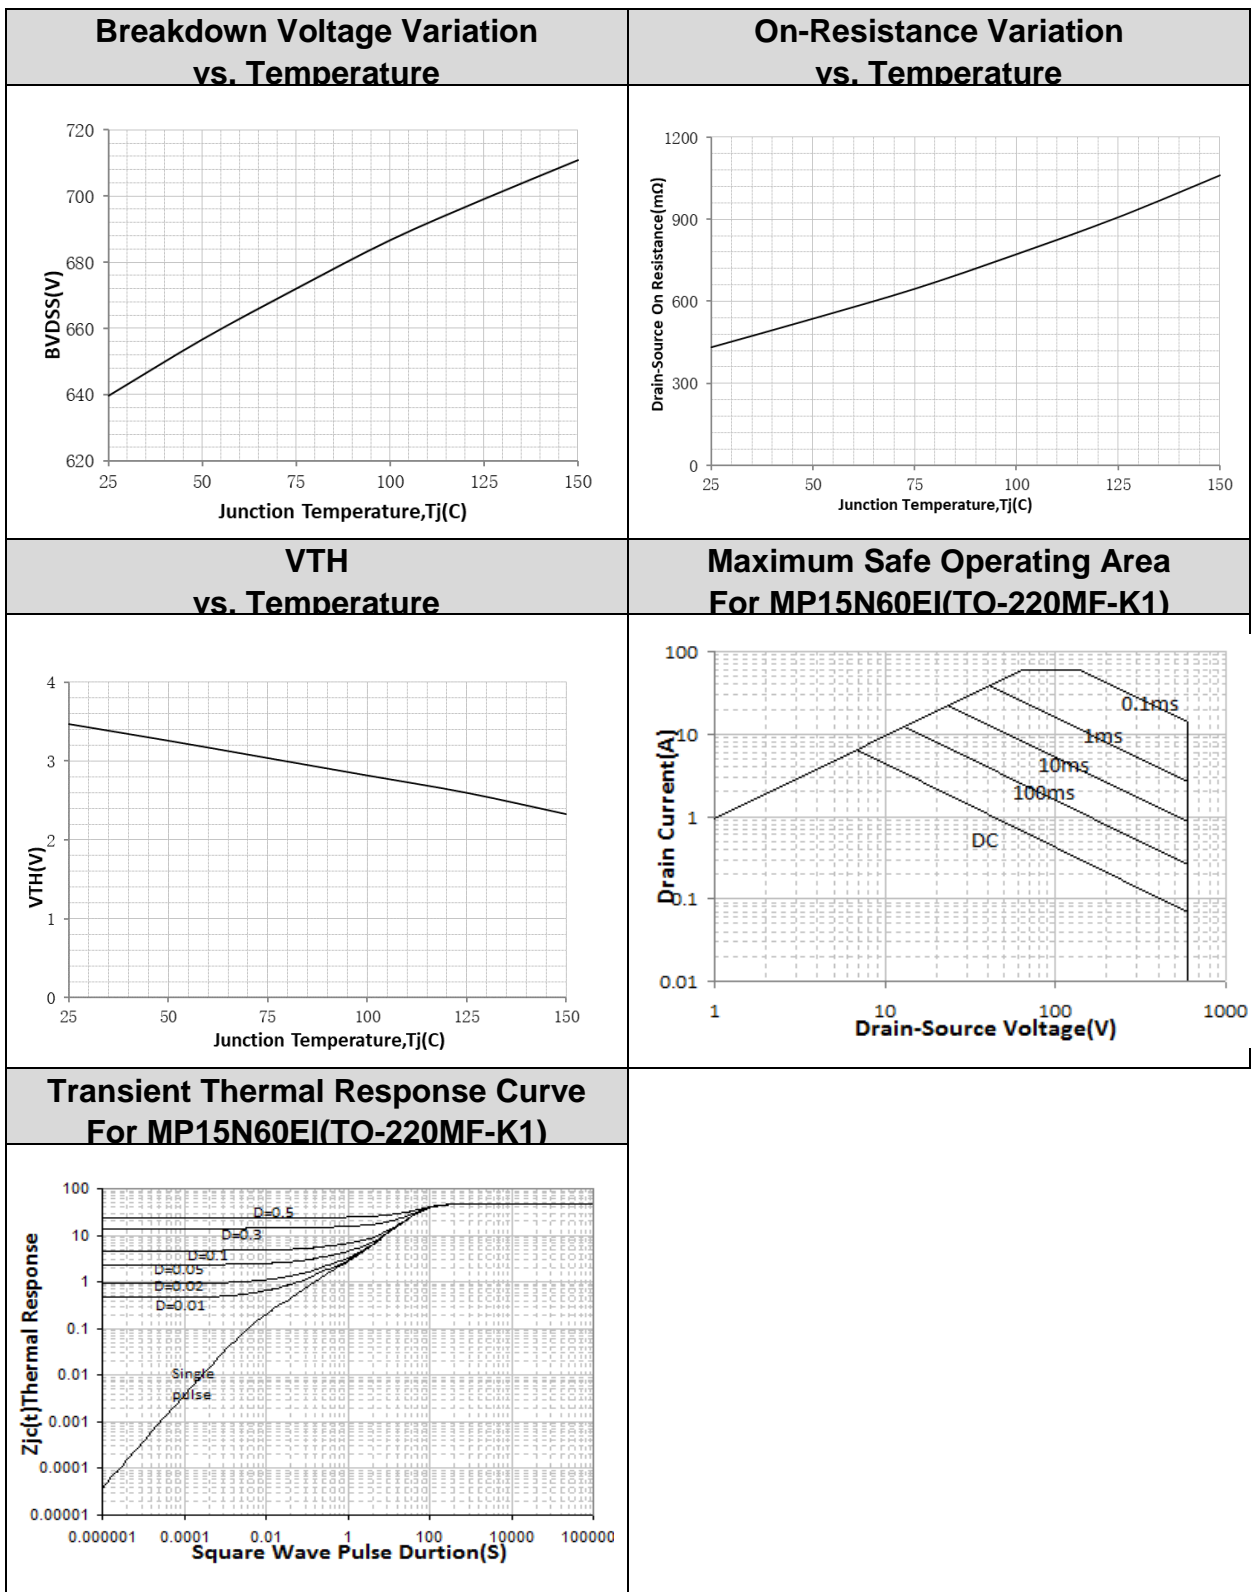 Breakdown Voltage Variation
vs. Temperature
On-Resistance Variation
vs. Temperature
720
700
680
660
640
620
BVDSS(V)
25 50 75 100 125 150
Junction Temperature,Tj(C)
1200
900
600
300
0
Drain-Source On Resistance(mΩ)
25 50 75 100 125 150
Junction Temperature,Tj(C)
VTH
vs. Temperature
Maximum Safe Operating Area
For MP15N60EI(TO-220MF-K1)
4
3
2
1
0
VTH(V)
25 50 75 100 125 150
Junction Temperature,Tj(C)
100
10
1
0.1
0.01
Drain Current(A)
0.1ms
1ms
10ms
100ms
DC
1 10 100 1000
Drain-Source Voltage(V)
Transient Thermal Response Curve
For MP15N60EI(TO-220MF-K1)
100
10
1
0.1
0.01
0.001
0.0001
0.00001
Zjc(t)Thermal Response
D=0.5
D=0.3
D=0.1
D=0.05
D=0.02
D=0.01
Single
pulse
0.000001 0.0001 0.01 1 100 10000 100000
Square Wave Pulse Durtion(S)